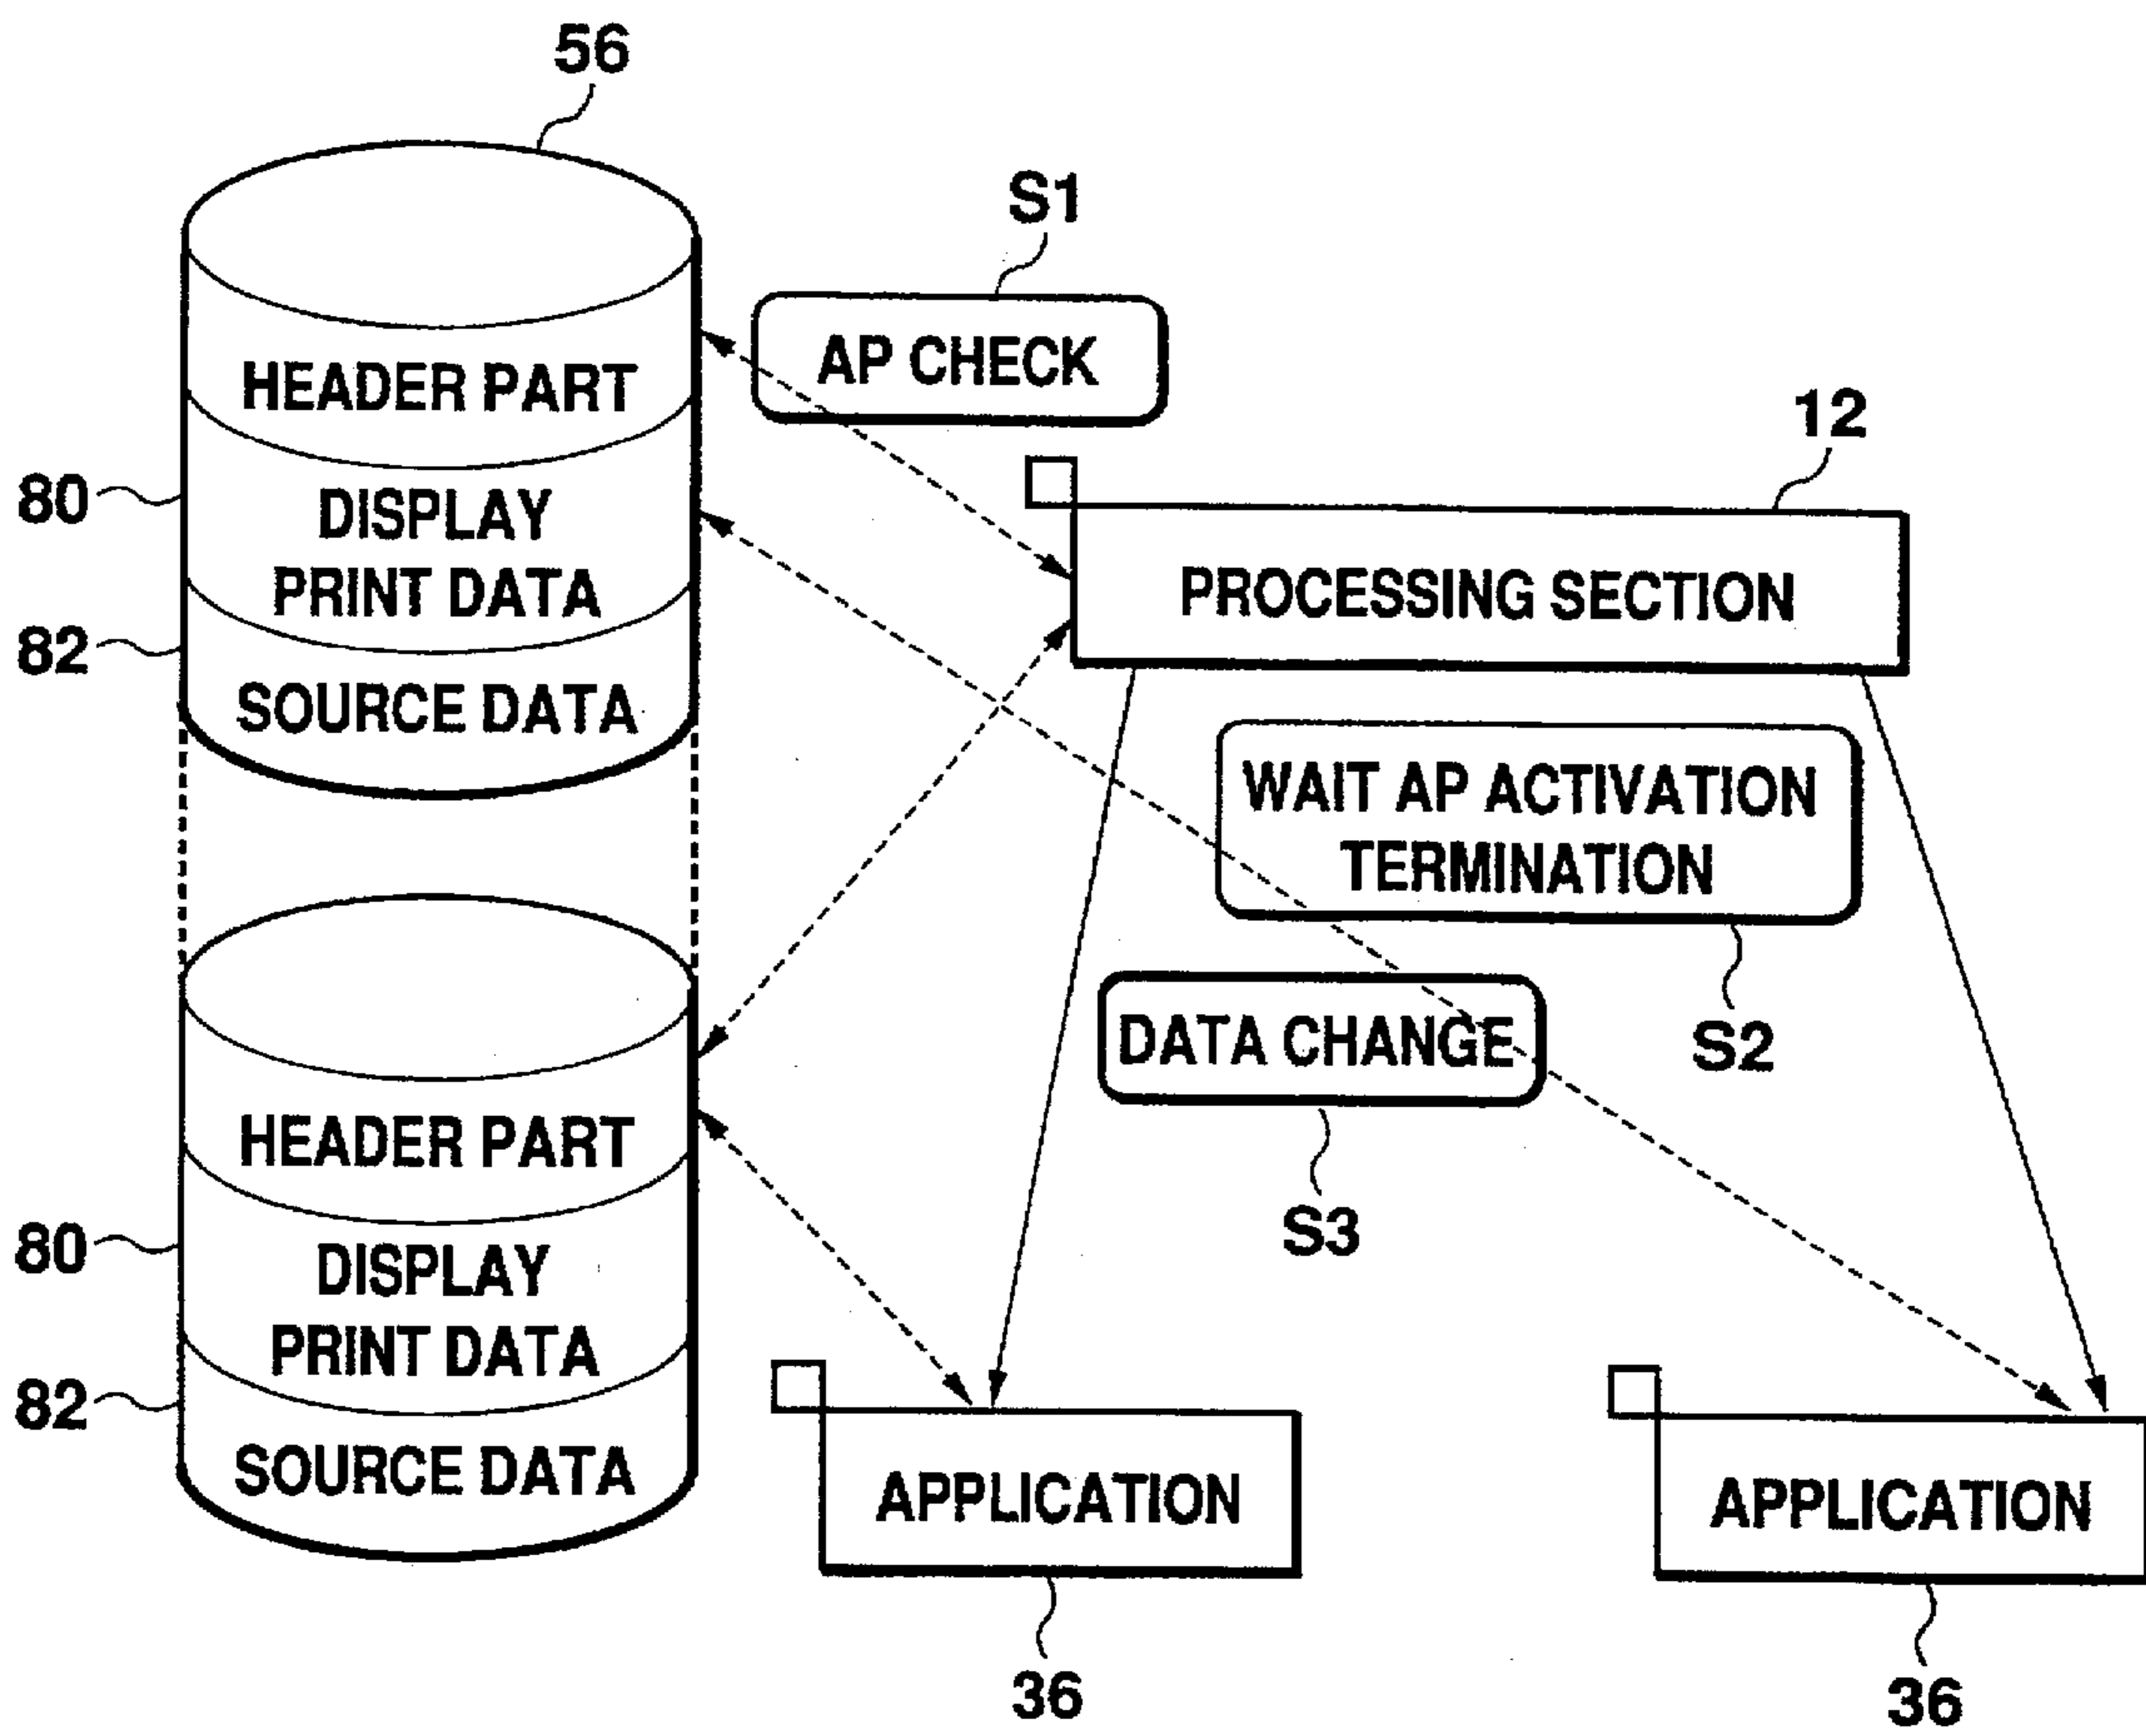 56
S1
AP CHECK
HEADER PART
12
80
DISPLAY
PRINT DATA
PROCESSING SECTION
82
SOURCE DATA
WAIT AP ACTIVATION
TERMINATION
S2
DATA CHANGE
S3
HEADER PART
80
DISPLAY
PRINT DATA
82
SOURCE DATA
APPLICATION
APPLICATION
36
36